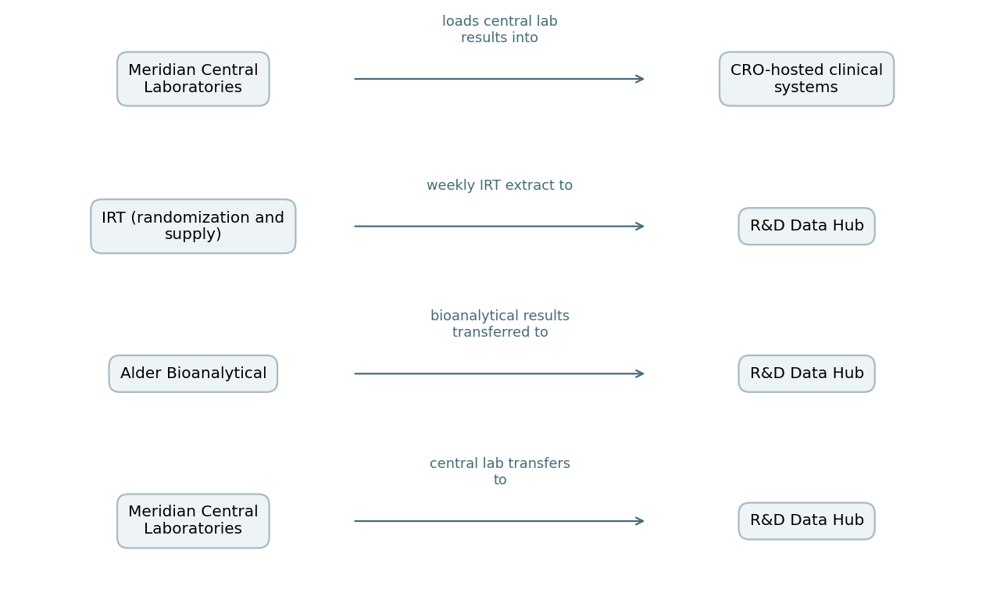 loads central lab
results into
Meridian Central
Laboratories
CRO-hosted clinical
systems
weekly IRT extract to
IRT (randomization and
supply)
R&D Data Hub
bioanalytical results
transferred to
Alder Bioanalytical
R&D Data Hub
central lab transfers
to
Meridian Central
Laboratories
R&D Data Hub